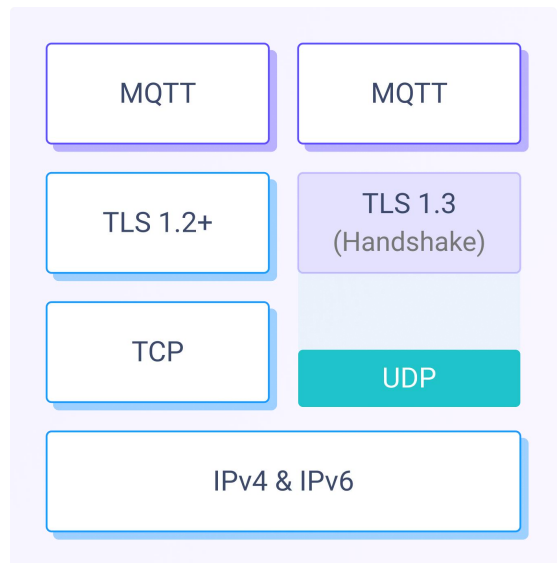 MQTT
MQTT
TLS 1.2+
TLS 1.3
(Handshake)
TCP
UDP
IPv4 & IPv6